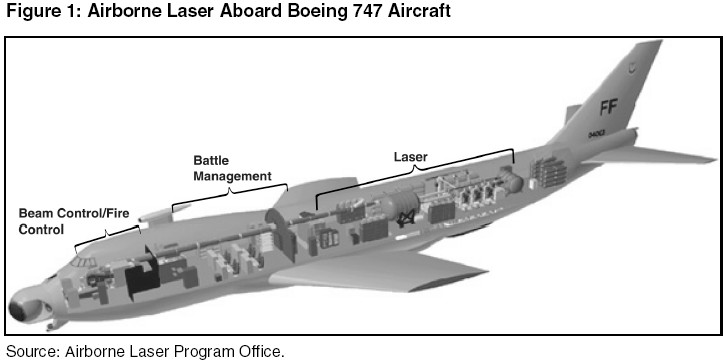 Figure 1: Airborne Laser Aboard Boeing 747 Aircraft
FF
Laser
Battle
Management
Beam Control/Fire
Control
Source: Airborne Laser Program Office.